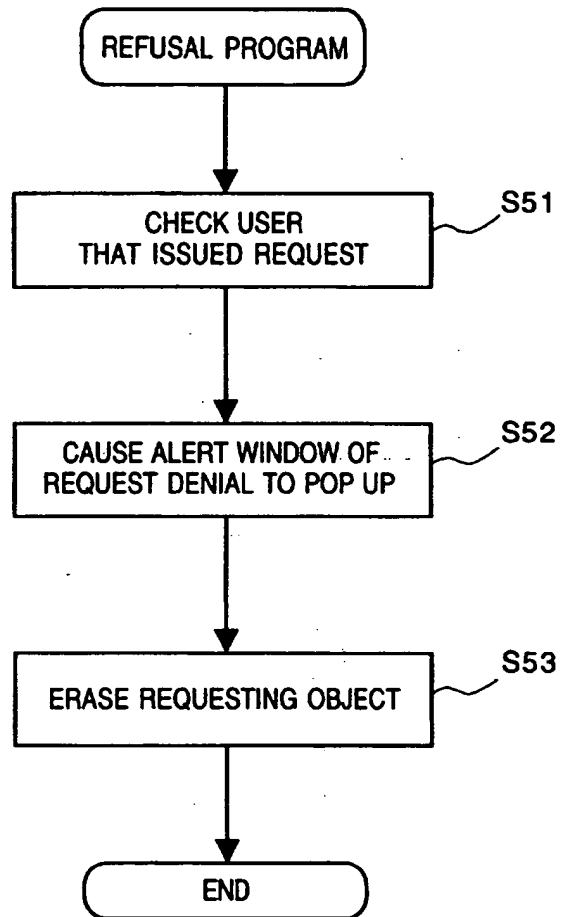 REFUSAL PROGRAM
CHECK USER
THAT ISSUED REQUEST
S51
CAUSE ALERT WINDOW OF
REQUEST DENIAL TO POP UP
S52
ERASE REQUESTING OBJECT
S53
END